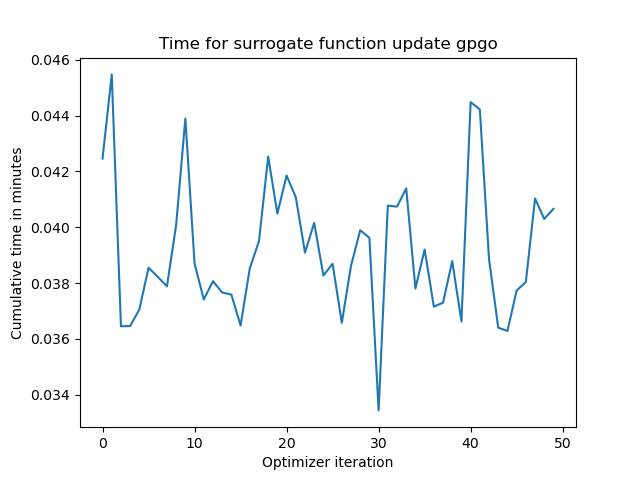 Time for surrogate function update gpgo
0.046
0.044
0.042
0.040
0.038
0.036
0.034
Cumulative time in minutes
0 10 20 30 40 50
Optimizer iteration